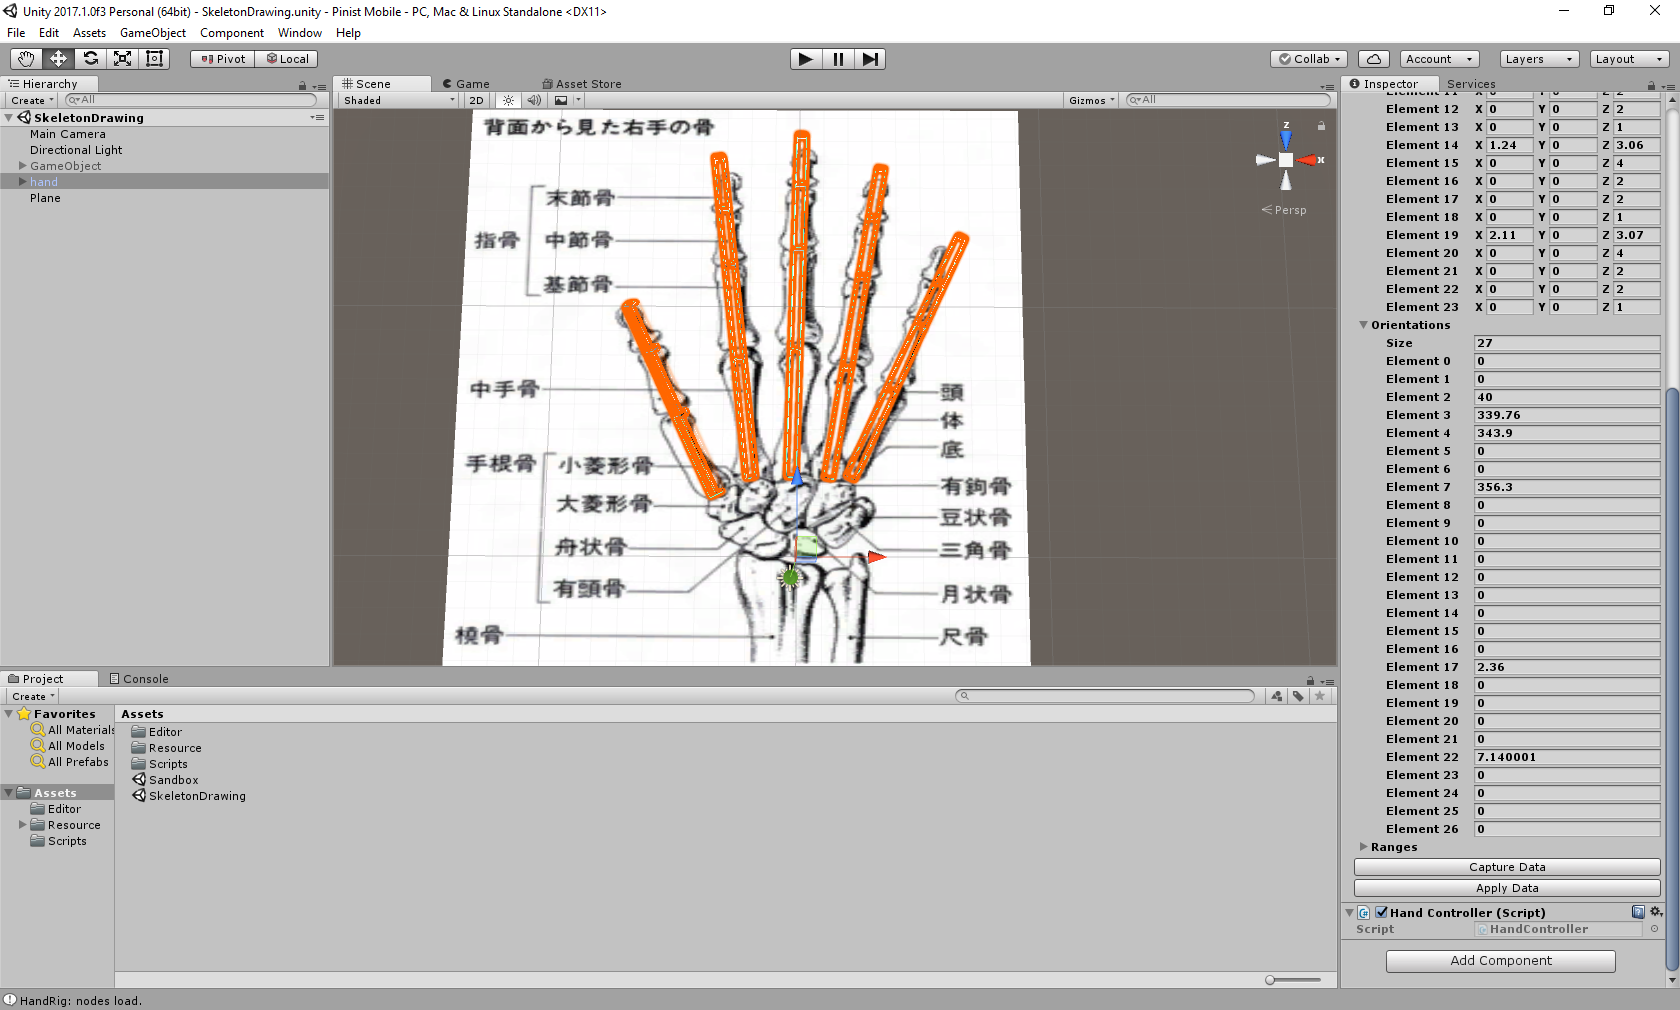 Unity 2017.1.0f3 Personal (64bit) - SkeletonDrawing.unity - Pinist Mobile - PC, Mac & Linux Standalone <DX11>
File Edit Assets GameObject Component Window Help
Pivot Local Collab Account Layers Layout
Hierarchy
Create All
SkeletonDrawing
Main Camera
Directional Light
GameObject
hand
Plane
Scene Game Asset Store
Shaded 2D Gizmos All
背面から見た右手の骨
末節骨
指骨 中節骨
基節骨
中手骨
手根骨 小菱形骨
大菱形骨
舟状骨
有頭骨
橈骨
頭
体
底
有鉤骨
豆状骨
三角骨
月状骨
尺骨
z
x
Persp
Inspector Services
Element 11 X 0 Y 0 Z 2
Element 12 X 0 Y 0 Z 2
Element 13 X 0 Y 0 Z 1
Element 14 X 1.24 Y 0 Z 3.06
Element 15 X 0 Y 0 Z 4
Element 16 X 0 Y 0 Z 2
Element 17 X 0 Y 0 Z 2
Element 18 X 0 Y 0 Z 1
Element 19 X 2.11 Y 0 Z 3.07
Element 20 X 0 Y 0 Z 4
Element 21 X 0 Y 0 Z 2
Element 22 X 0 Y 0 Z 2
Element 23 X 0 Y 0 Z 1
Orientations
Size 27
Element 0 0
Element 1 0
Element 2 40
Element 3 339.76
Element 4 343.9
Element 5 0
Element 6 0
Element 7 356.3
Element 8 0
Element 9 0
Element 10 0
Element 11 0
Element 12 0
Element 13 0
Element 14 0
Element 15 0
Element 16 0
Element 17 2.36
Element 18 0
Element 19 0
Element 20 0
Element 21 0
Element 22 7.140001
Element 23 0
Element 24 0
Element 25 0
Element 26 0
Ranges
Capture Data
Apply Data
Hand Controller (Script)
Script HandController
Add Component
Project Console
Create
Favorites
All Materials
All Models
All Prefabs
Assets
Editor
Resource
Scripts
Assets
Editor
Resource
Scripts
Sandbox
SkeletonDrawing
HandRig: nodes load.